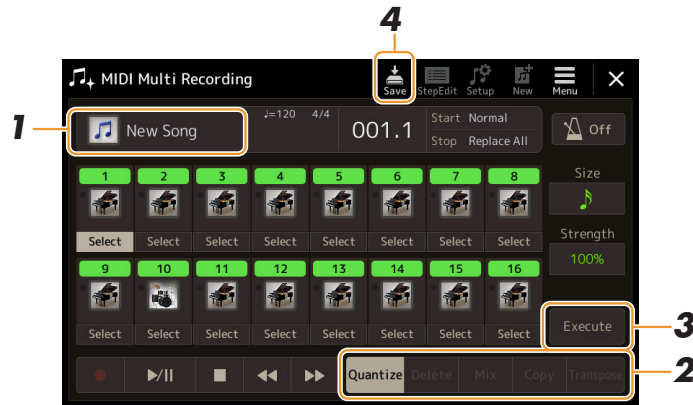 4
MIDI Multi Recording
Save StepEdit Setup New Menu
1
New Song
♩=120 4/4
001.1
Start Normal
Stop Replace All
Off
1 2 3 4 5 6 7 8
Select Select Select Select Select Select Select Select
Size
Strength
100%
9 10 11 12 13 14 15 16
Select Select Select Select Select Select Select Select
Execute
3
Quantize Delete Mix Copy Transpose
2